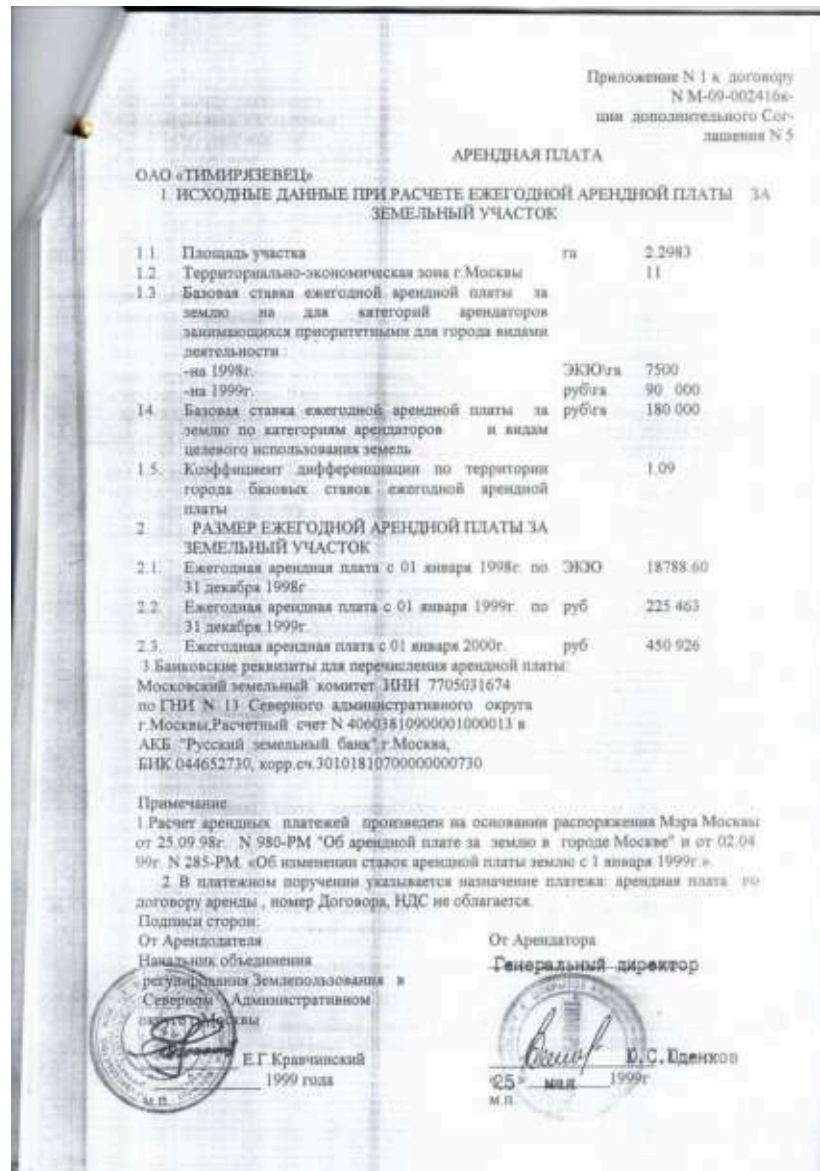 Приложение N 1 к договору
N М-09-002416к-
ции дополнительного Сог-
лашения N 5
АРЕНДНАЯ ПЛАТА
ОАО «ТИМИРЯЗЕВЕЦ»
1. ИСХОДНЫЕ ДАННЫЕ ПРИ РАСЧЕТЕ ЕЖЕГОДНОЙ АРЕНДНОЙ ПЛАТЫ ЗА
ЗЕМЕЛЬНЫЙ УЧАСТОК
1.1. Площадь участка га 2.2983
1.2. Территориально-экономическая зона г.Москвы 11
1.3 Базовая ставка ежегодной арендной платы за
землю на для категорий арендаторов
занимающихся приоритетными для города видами
деятельности :
-на 1998г. ЭКЮ\га 7500
-на 1999г. руб\га 90 000
14. Базовая ставка ежегодной арендной платы за руб\га 180 000
землю по категориям арендаторов и видам
целевого использования земель
1.5. Коэффициент дифференциации по территории 1.09
города базовых ставок ежегодной арендной
платы
2 РАЗМЕР ЕЖЕГОДНОЙ АРЕНДНОЙ ПЛАТЫ ЗА
ЗЕМЕЛЬНЫЙ УЧАСТОК
2.1. Ежегодная арендная плата с 01 января 1998г. по ЭКЮ 18788.60
31 декабря 1998г
2.2. Ежегодная арендная плата с 01 января 1999г. по руб 225 463
31 декабря 1999г.
2.3. Ежегодная арендная плата с 01 января 2000г. руб 450 926
3.Банковские реквизиты для перечисления арендной платы:
Московский земельный комитет ИНН 7705031674
по ГНИ N 13 Северного административного округа
г.Москвы,Расчетный счет N 40603810900001000013 в
АКБ "Русский земельный банк" г.Москва,
БИК 044652730, корр.сч.30101810700000000730
Примечание
1.Расчет арендных платежей произведен на основании распоряжения Мэра Москвы
от 25.09.98г. N 980-РМ "Об арендной плате за землю в городе Москве" и от 02.04
99г. N 285-РМ. «Об изменении ставок арендной платы землю с 1 января 1999г.».
2. В платежном поручении указывается назначение платежа: арендная плата по
договору аренды , номер Договора, НДС не облагается.
Подписи сторон:
От Арендодателя От Арендатора
Начальник объединения Генеральный директор
регулирования Землепользования в
Северном Административном
округе г.Москвы
Е.Г.Кравчинский Ю.С.Юденков
1999 года «25» мая 1999г
М.П. М.П.